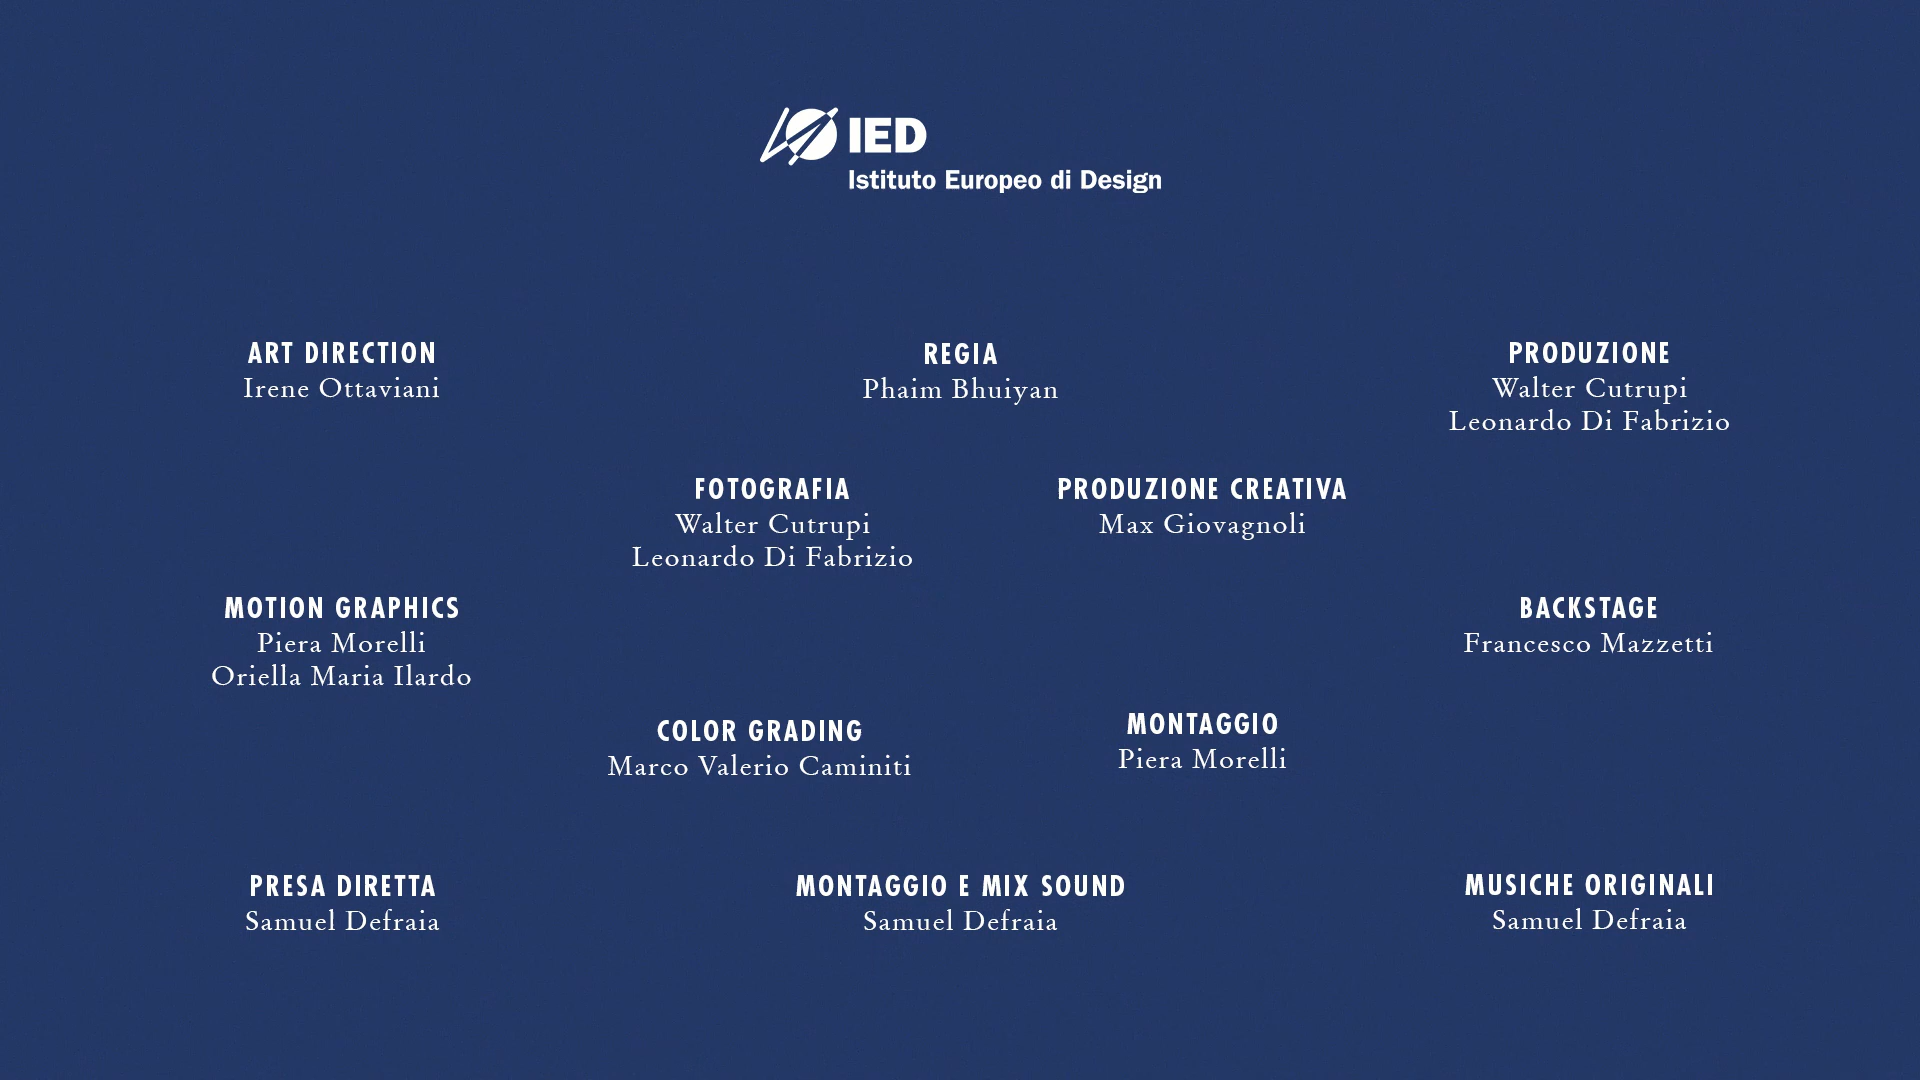 IED
Istituto Europeo di Design
ART DIRECTION
Irene Ottaviani
REGIA
Phaim Bhuiyan
PRODUZIONE
Walter Cutrupi
Leonardo Di Fabrizio
FOTOGRAFIA
Walter Cutrupi
Leonardo Di Fabrizio
PRODUZIONE CREATIVA
Max Giovagnoli
MOTION GRAPHICS
Piera Morelli
Oriella Maria Ilardo
BACKSTAGE
Francesco Mazzetti
COLOR GRADING
Marco Valerio Caminiti
MONTAGGIO
Piera Morelli
PRESA DIRETTA
Samuel Defraia
MONTAGGIO E MIX SOUND
Samuel Defraia
MUSICHE ORIGINALI
Samuel Defraia